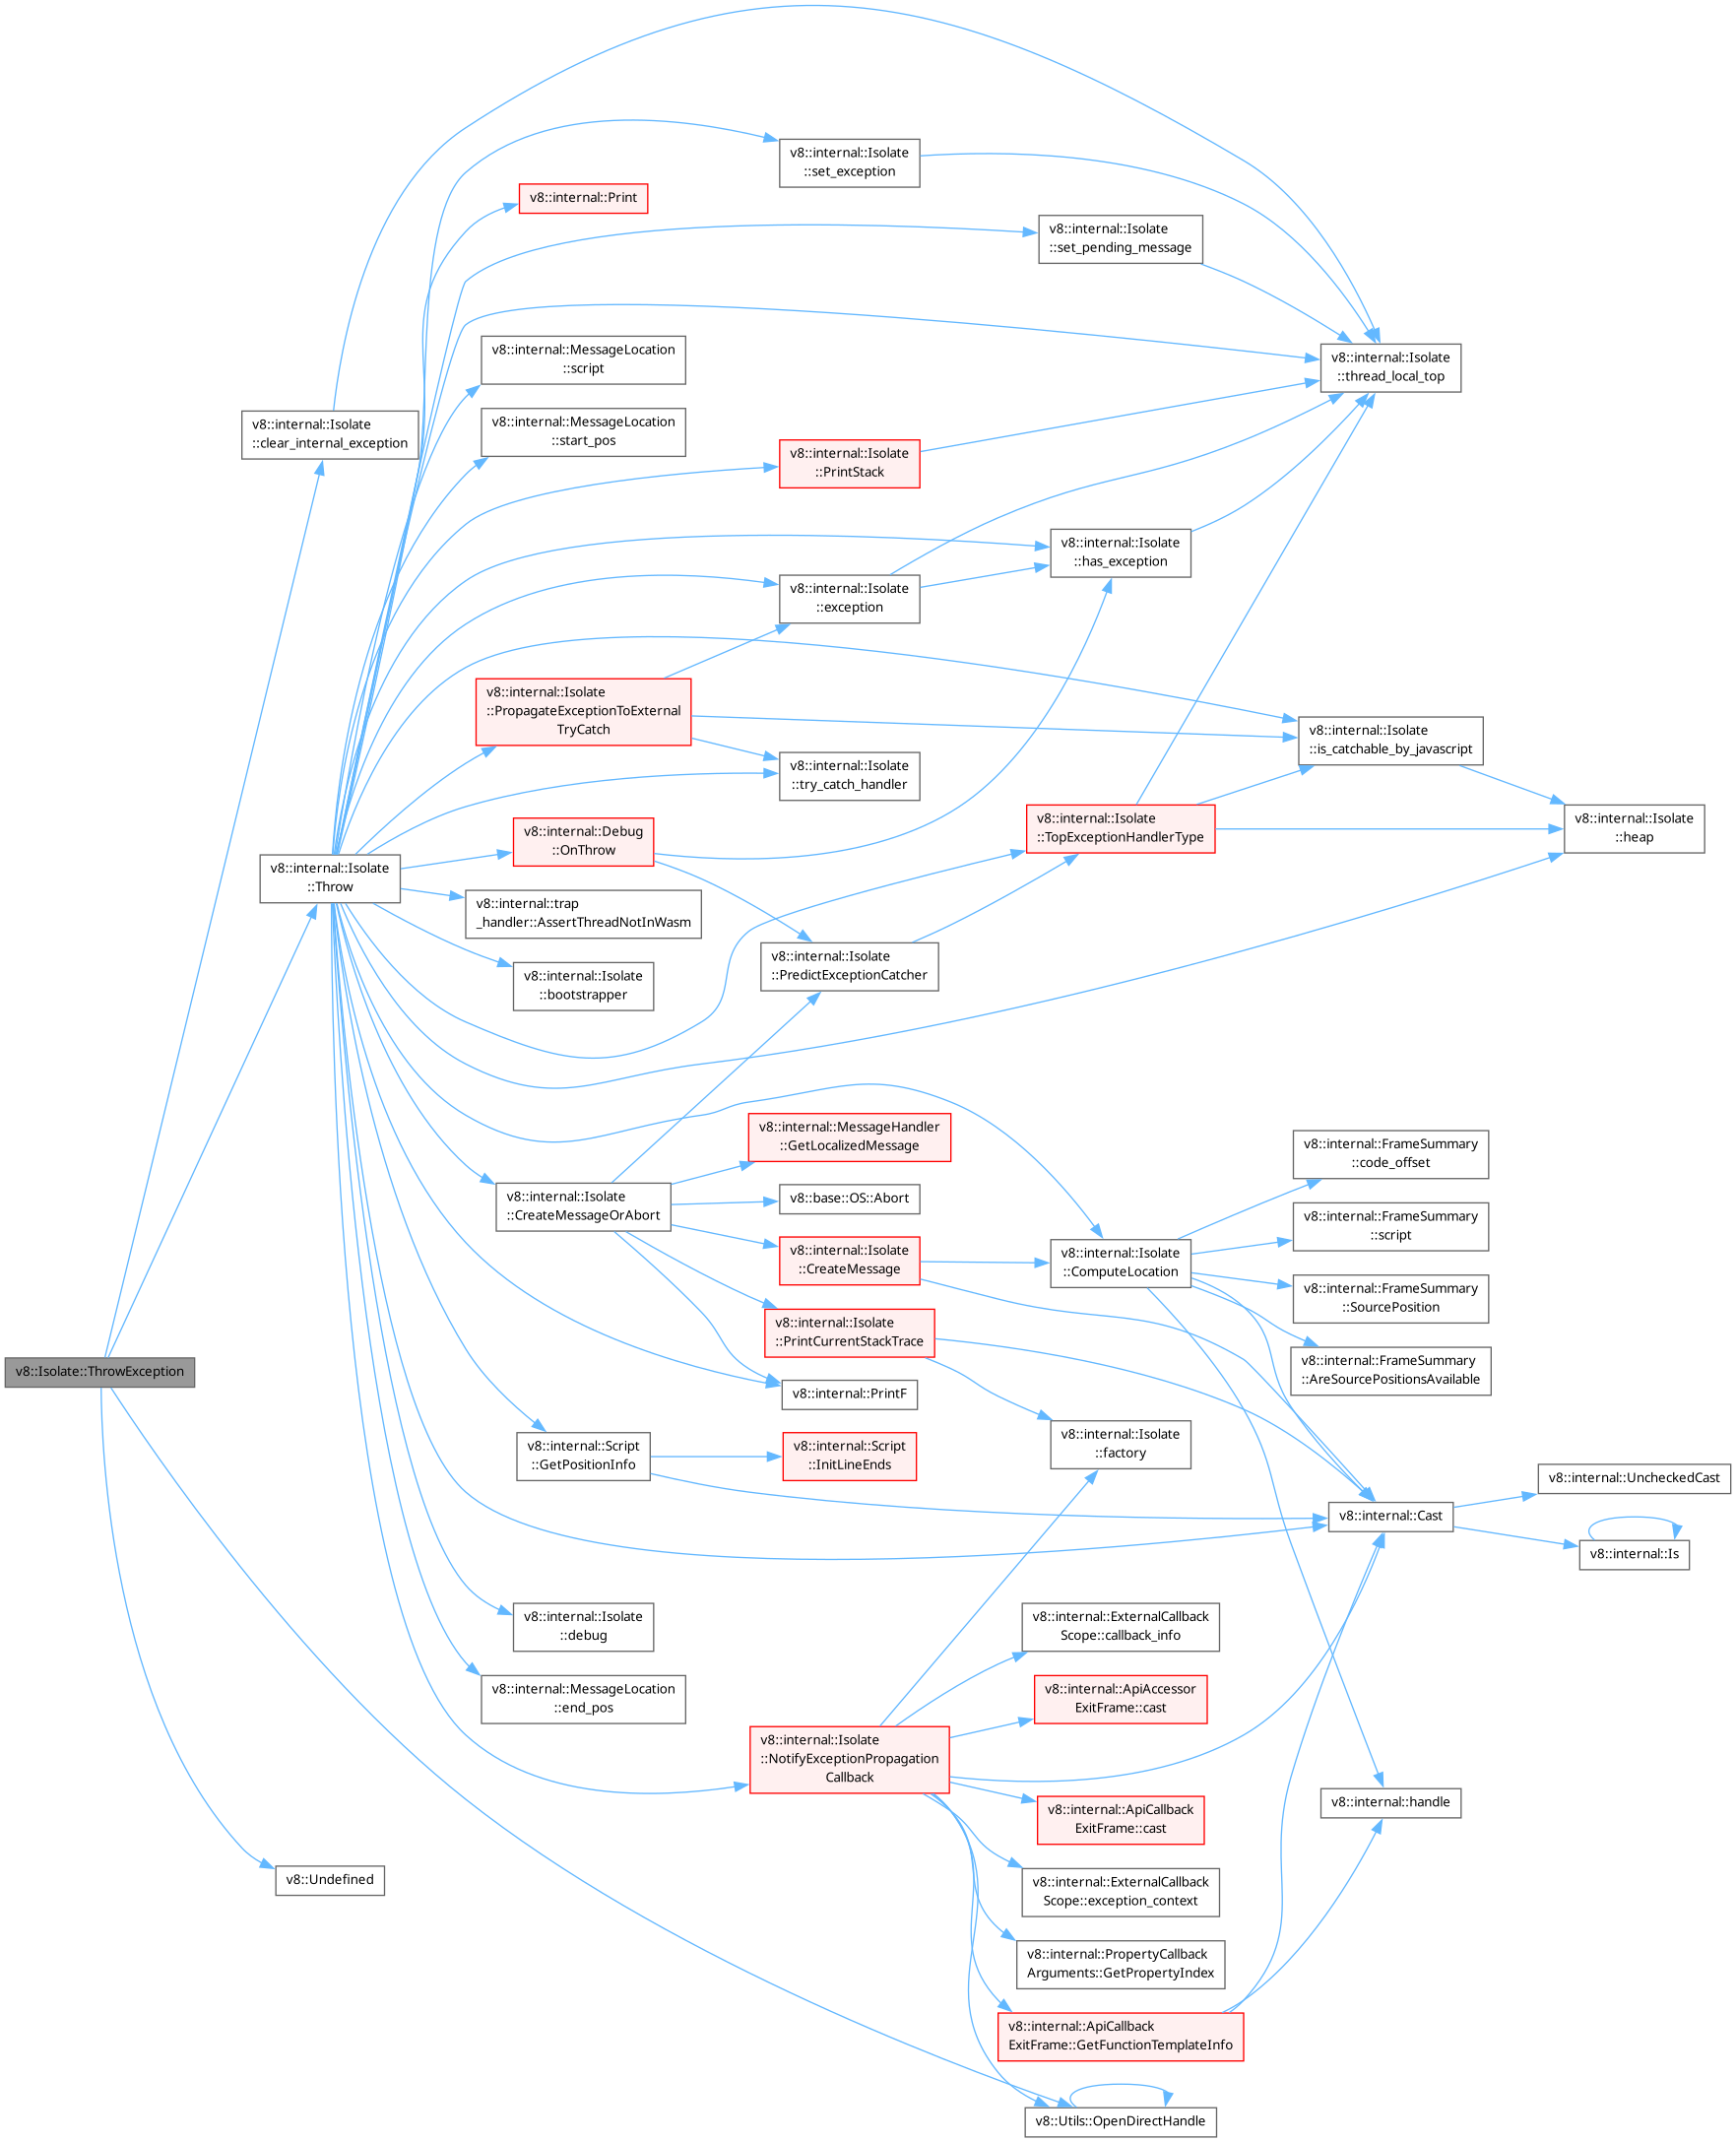 v8::internal::Isolate
::set_exception
v8::internal::Print
v8::internal::Isolate
::set_pending_message
v8::internal::MessageLocation
::script
v8::internal::Isolate
::thread_local_top
v8::internal::Isolate
::clear_internal_exception
v8::internal::MessageLocation
::start_pos
v8::internal::Isolate
::PrintStack
v8::internal::Isolate
::has_exception
v8::internal::Isolate
::exception
v8::internal::Isolate
::PropagateExceptionToExternal
TryCatch
v8::internal::Isolate
::is_catchable_by_javascript
v8::internal::Isolate
::try_catch_handler
v8::internal::Debug
::OnThrow
v8::internal::Isolate
::TopExceptionHandlerType
v8::internal::Isolate
::heap
v8::internal::Isolate
::Throw
v8::internal::trap
_handler::AssertThreadNotInWasm
v8::internal::Isolate
::PredictExceptionCatcher
v8::internal::Isolate
::bootstrapper
v8::internal::MessageHandler
::GetLocalizedMessage
v8::internal::FrameSummary
::code_offset
v8::internal::Isolate
::CreateMessageOrAbort
v8::base::OS::Abort
v8::internal::FrameSummary
::script
v8::internal::Isolate
::CreateMessage
v8::internal::Isolate
::ComputeLocation
v8::internal::FrameSummary
::SourcePosition
v8::internal::Isolate
::PrintCurrentStackTrace
v8::internal::FrameSummary
::AreSourcePositionsAvailable
v8::Isolate::ThrowException
v8::internal::PrintF
v8::internal::Isolate
::factory
v8::internal::Script
::GetPositionInfo
v8::internal::Script
::InitLineEnds
v8::internal::UncheckedCast
v8::internal::Cast
v8::internal::Is
v8::internal::Isolate
::debug
v8::internal::ExternalCallback
Scope::callback_info
v8::internal::MessageLocation
::end_pos
v8::internal::ApiAccessor
ExitFrame::cast
v8::internal::Isolate
::NotifyExceptionPropagation
Callback
v8::internal::handle
v8::internal::ApiCallback
ExitFrame::cast
v8::Undefined
v8::internal::ExternalCallback
Scope::exception_context
v8::internal::PropertyCallback
Arguments::GetPropertyIndex
v8::internal::ApiCallback
ExitFrame::GetFunctionTemplateInfo
v8::Utils::OpenDirectHandle